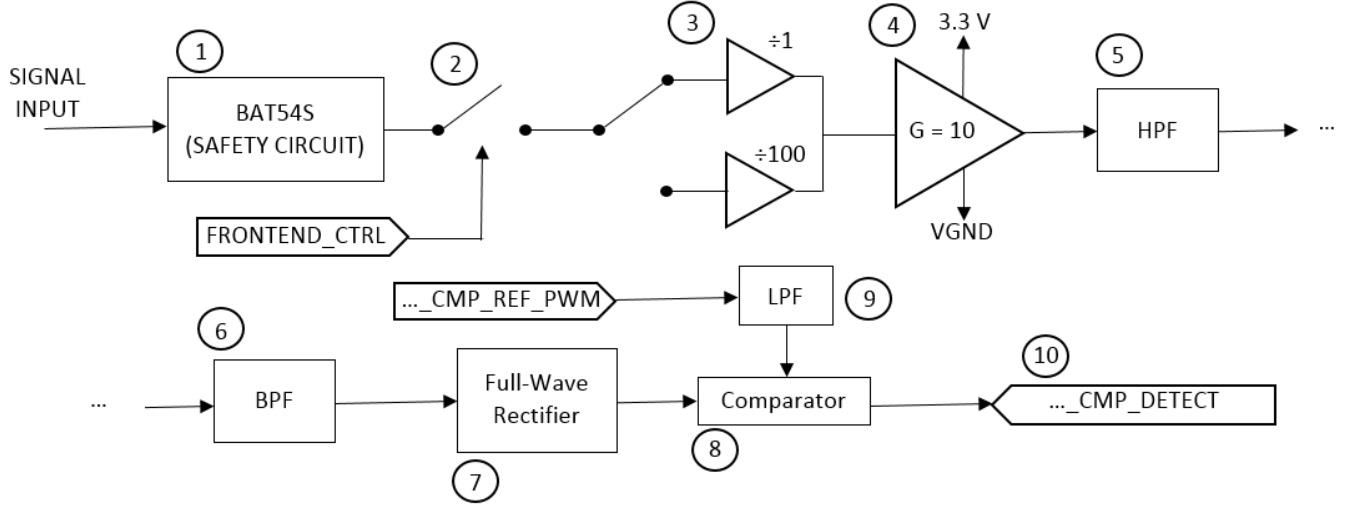 1
2
3
÷1
4
3.3 V
5
SIGNAL
INPUT
BAT54S
(SAFETY CIRCUIT)
G = 10
HPF
...
÷100
FRONTEND_CTRL
VGND
..._CMP_REF_PWM
LPF
9
6
10
...
BPF
Full-Wave
Rectifier
Comparator
..._CMP_DETECT
7
8